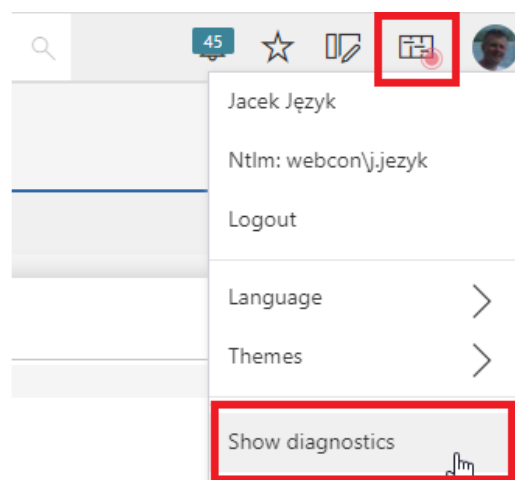 45
Jacek Język
Ntlm: webcon\j.jezyk
Logout
Language
Themes
Show diagnostics